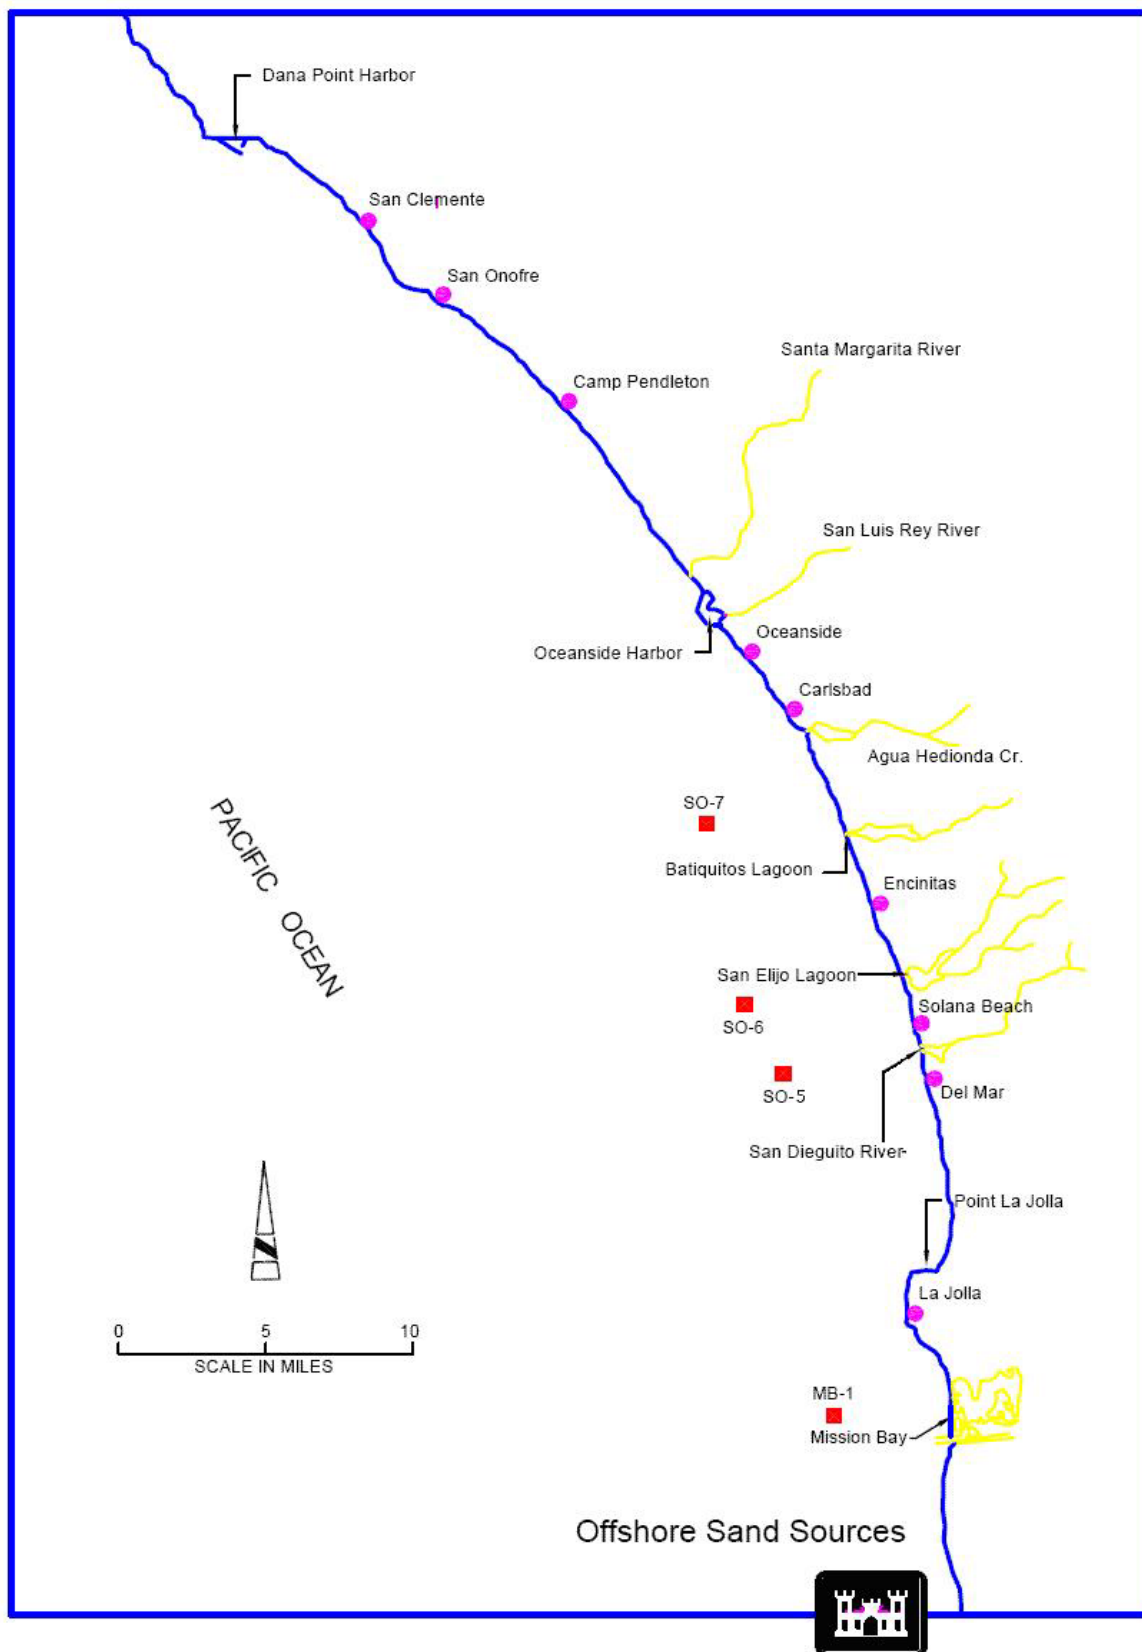 Dana Point Harbor
San Clemente
San Onofre
Santa Margarita River
Camp Pendleton
San Luis Rey River
Oceanside
Oceanside Harbor
Carlsbad
Agua Hedionda Cr.
SO-7
PACIFIC OCEAN
Batiquitos Lagoon
Encinitas
San Elijo Lagoon
Solana Beach
SO-6
SO-5
Del Mar
San Dieguito River
Point La Jolla
La Jolla
0 5 10
SCALE IN MILES
MB-1
Mission Bay
Offshore Sand Sources